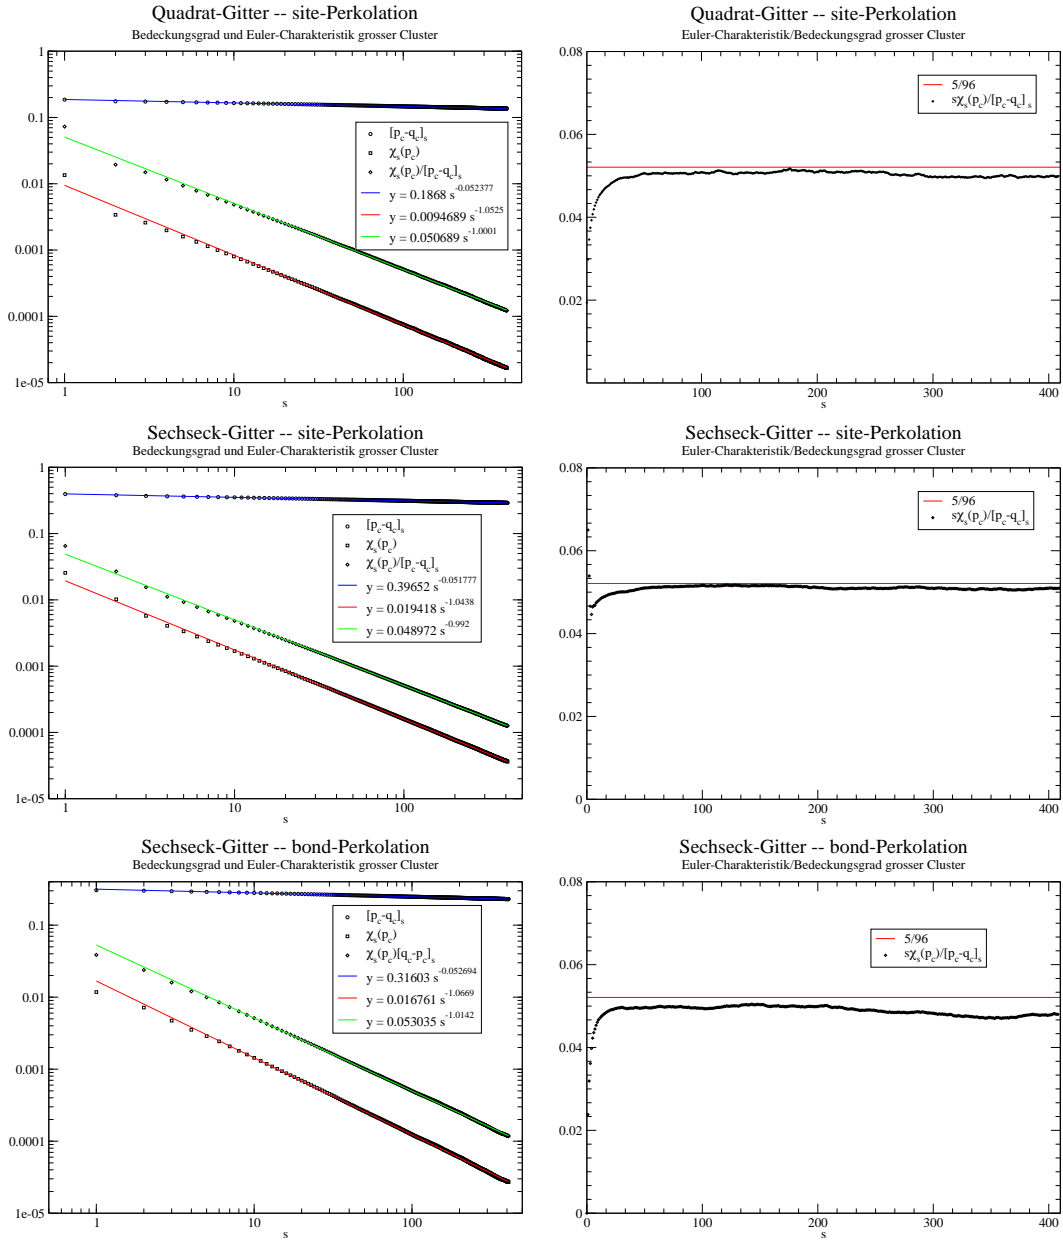 Quadrat-Gitter -- site-Perkolation
Bedeckungsgrad und Euler-Charakteristik grosser Cluster
1
0.1
0.01
0.001
0.0001
1e-05
1
10
100
s
[p_c-q_c]_s
χ_s(p_c)
χ_s(p_c)/[p_c-q_c]_s
y = 0.1868 s^-0.052377
y = 0.0094689 s^-1.0525
y = 0.050689 s^-1.0001
Quadrat-Gitter -- site-Perkolation
Euler-Charakteristik/Bedeckungsgrad grosser Cluster
0.08
0.06
0.04
0.02
100
200
300
400
s
5/96
sχ_s(p_c)/[p_c-q_c]_s
Sechseck-Gitter -- site-Perkolation
Bedeckungsgrad und Euler-Charakteristik grosser Cluster
1
0.1
0.01
0.001
0.0001
1e-05
1
10
100
s
[p_c-q_c]_s
χ_s(p_c)
χ_s(p_c)/[p_c-q_c]_s
y = 0.39652 s^-0.051777
y = 0.019418 s^-1.0438
y = 0.048972 s^-0.992
Sechseck-Gitter -- site-Perkolation
Euler-Charakteristik/Bedeckungsgrad grosser Cluster
0.08
0.06
0.04
0.02
0
100
200
300
400
s
5/96
sχ_s(p_c)/[p_c-q_c]_s
Sechseck-Gitter -- bond-Perkolation
Bedeckungsgrad und Euler-Charakteristik grosser Cluster
0.1
0.01
0.001
0.0001
1e-05
1
10
100
s
[p_c-q_c]_s
χ_s(p_c)
χ_s(p_c)[q_c-p_c]_s
y = 0.31603 s^-0.052694
y = 0.016761 s^-1.0669
y = 0.053035 s^-1.0142
Sechseck-Gitter -- bond-Perkolation
Euler-Charakteristik/Bedeckungsgrad grosser Cluster
0.08
0.06
0.04
0.02
0
0
100
200
300
400
s
5/96
sχ_s(p_c)/[p_c-q_c]_s